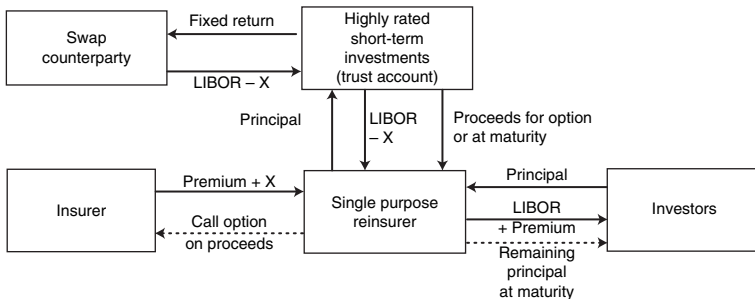 Fixed return
Swap
counterparty
LIBOR – X
Highly rated
short-term
investments
(trust account)
Principal
LIBOR
– X
Proceeds for option
or at maturity
Insurer
Premium + X
Call option
on proceeds
Single purpose
reinsurer
Principal
LIBOR
+ Premium
Remaining
principal
at maturity
Investors